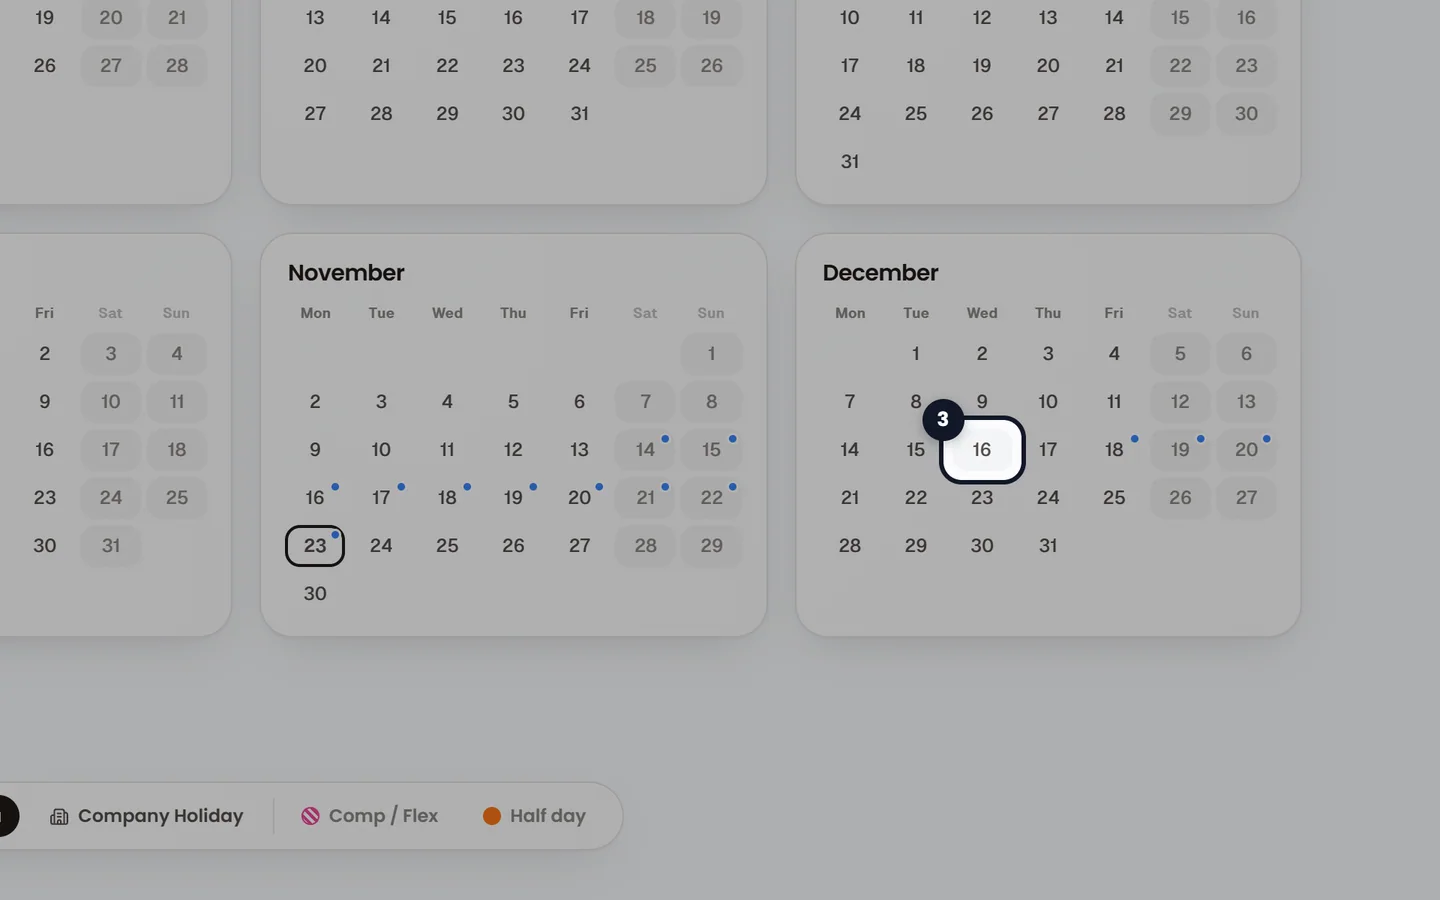 19 20 21
26 27 28
13 14 15 16 17 18 19
20 21 22 23 24 25 26
27 28 29 30 31
10 11 12 13 14 15 16
17 18 19 20 21 22 23
24 25 26 27 28 29 30
31
Fri Sat Sun
2 3 4
9 10 11
16 17 18
23 24 25
30 31
November
Mon Tue Wed Thu Fri Sat Sun
1
2 3 4 5 6 7 8
9 10 11 12 13 14 15
16 17 18 19 20 21 22
23 24 25 26 27 28 29
30
December
Mon Tue Wed Thu Fri Sat Sun
1 2 3 4 5 6
7 8 9 10 11 12 13
3
14 15 16 17 18 19 20
21 22 23 24 25 26 27
28 29 30 31
Company Holiday Comp / Flex Half day